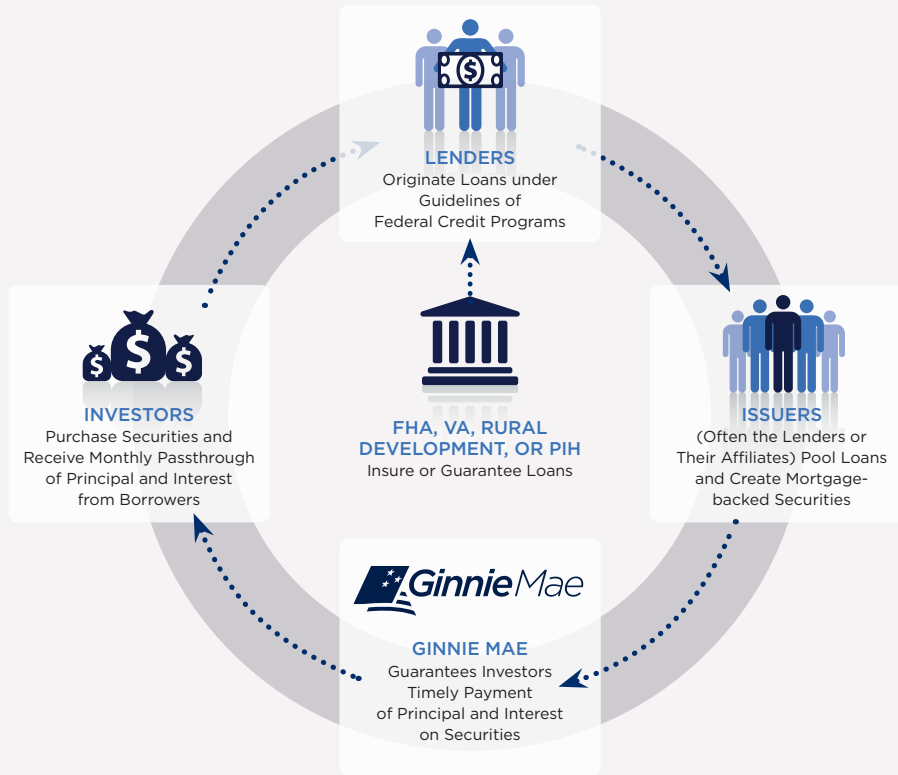 LENDERS
Originate Loans under
Guidelines of
Federal Credit Programs
INVESTORS
Purchase Securities and
Receive Monthly Passthrough
of Principal and Interest
from Borrowers
FHA, VA, RURAL
DEVELOPMENT, OR PIH
Insure or Guarantee Loans
ISSUERS
(Often the Lenders or
Their Affiliates) Pool Loans
and Create Mortgage-
backed Securities
GinnieMae
GINNIE MAE
Guarantees Investors
Timely Payment
of Principal and Interest
on Securities